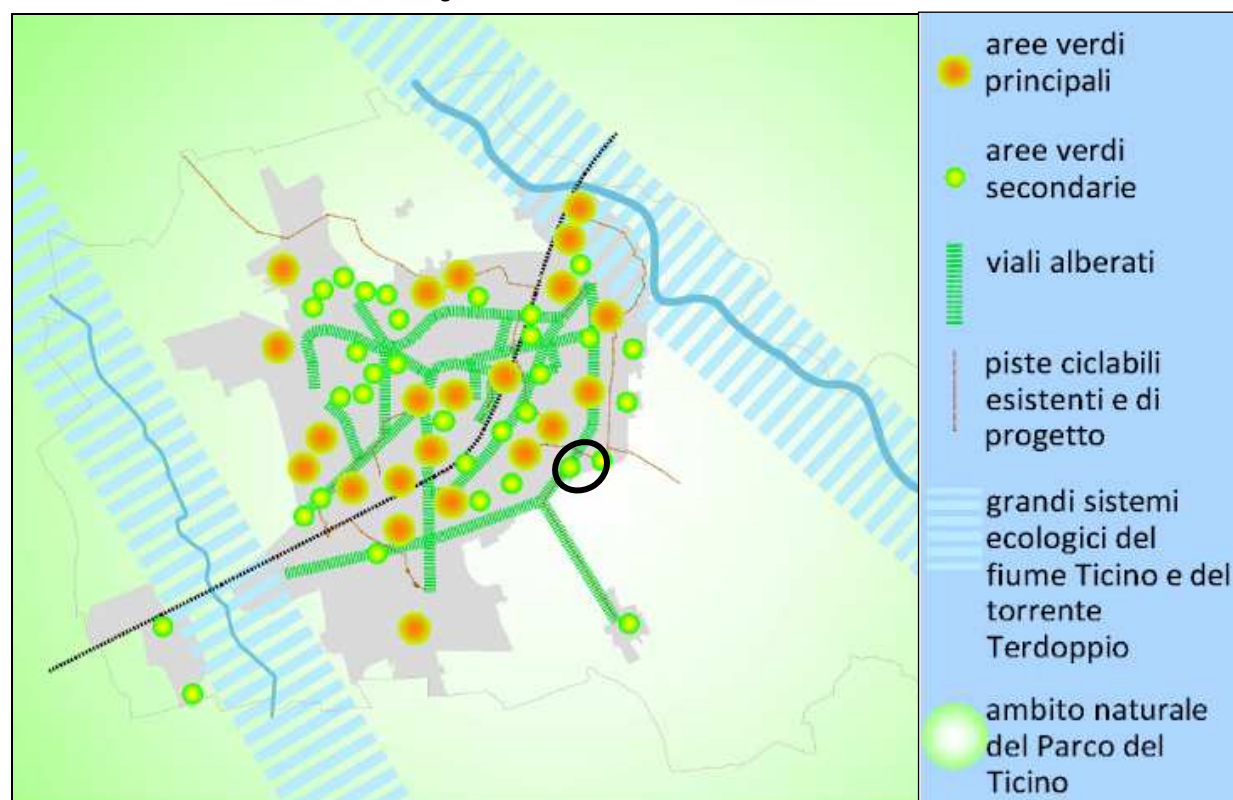 aree verdi
principali
aree verdi
secondarie
viali alberati
piste ciclabili
esistenti e di
progetto
grandi sistemi
ecologici del
fiume Ticino e del
torrente
Terdoppio
ambito naturale
del Parco del
Ticino